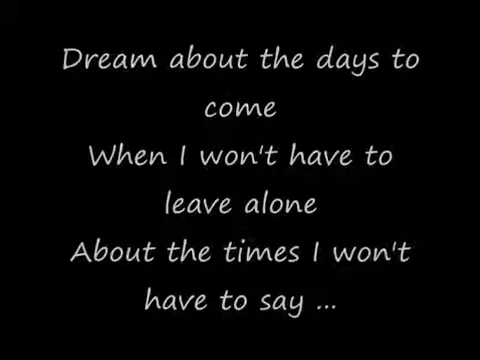 Dream about the days to
come
When I won't have to
leave alone
About the times I won't
have to say ...